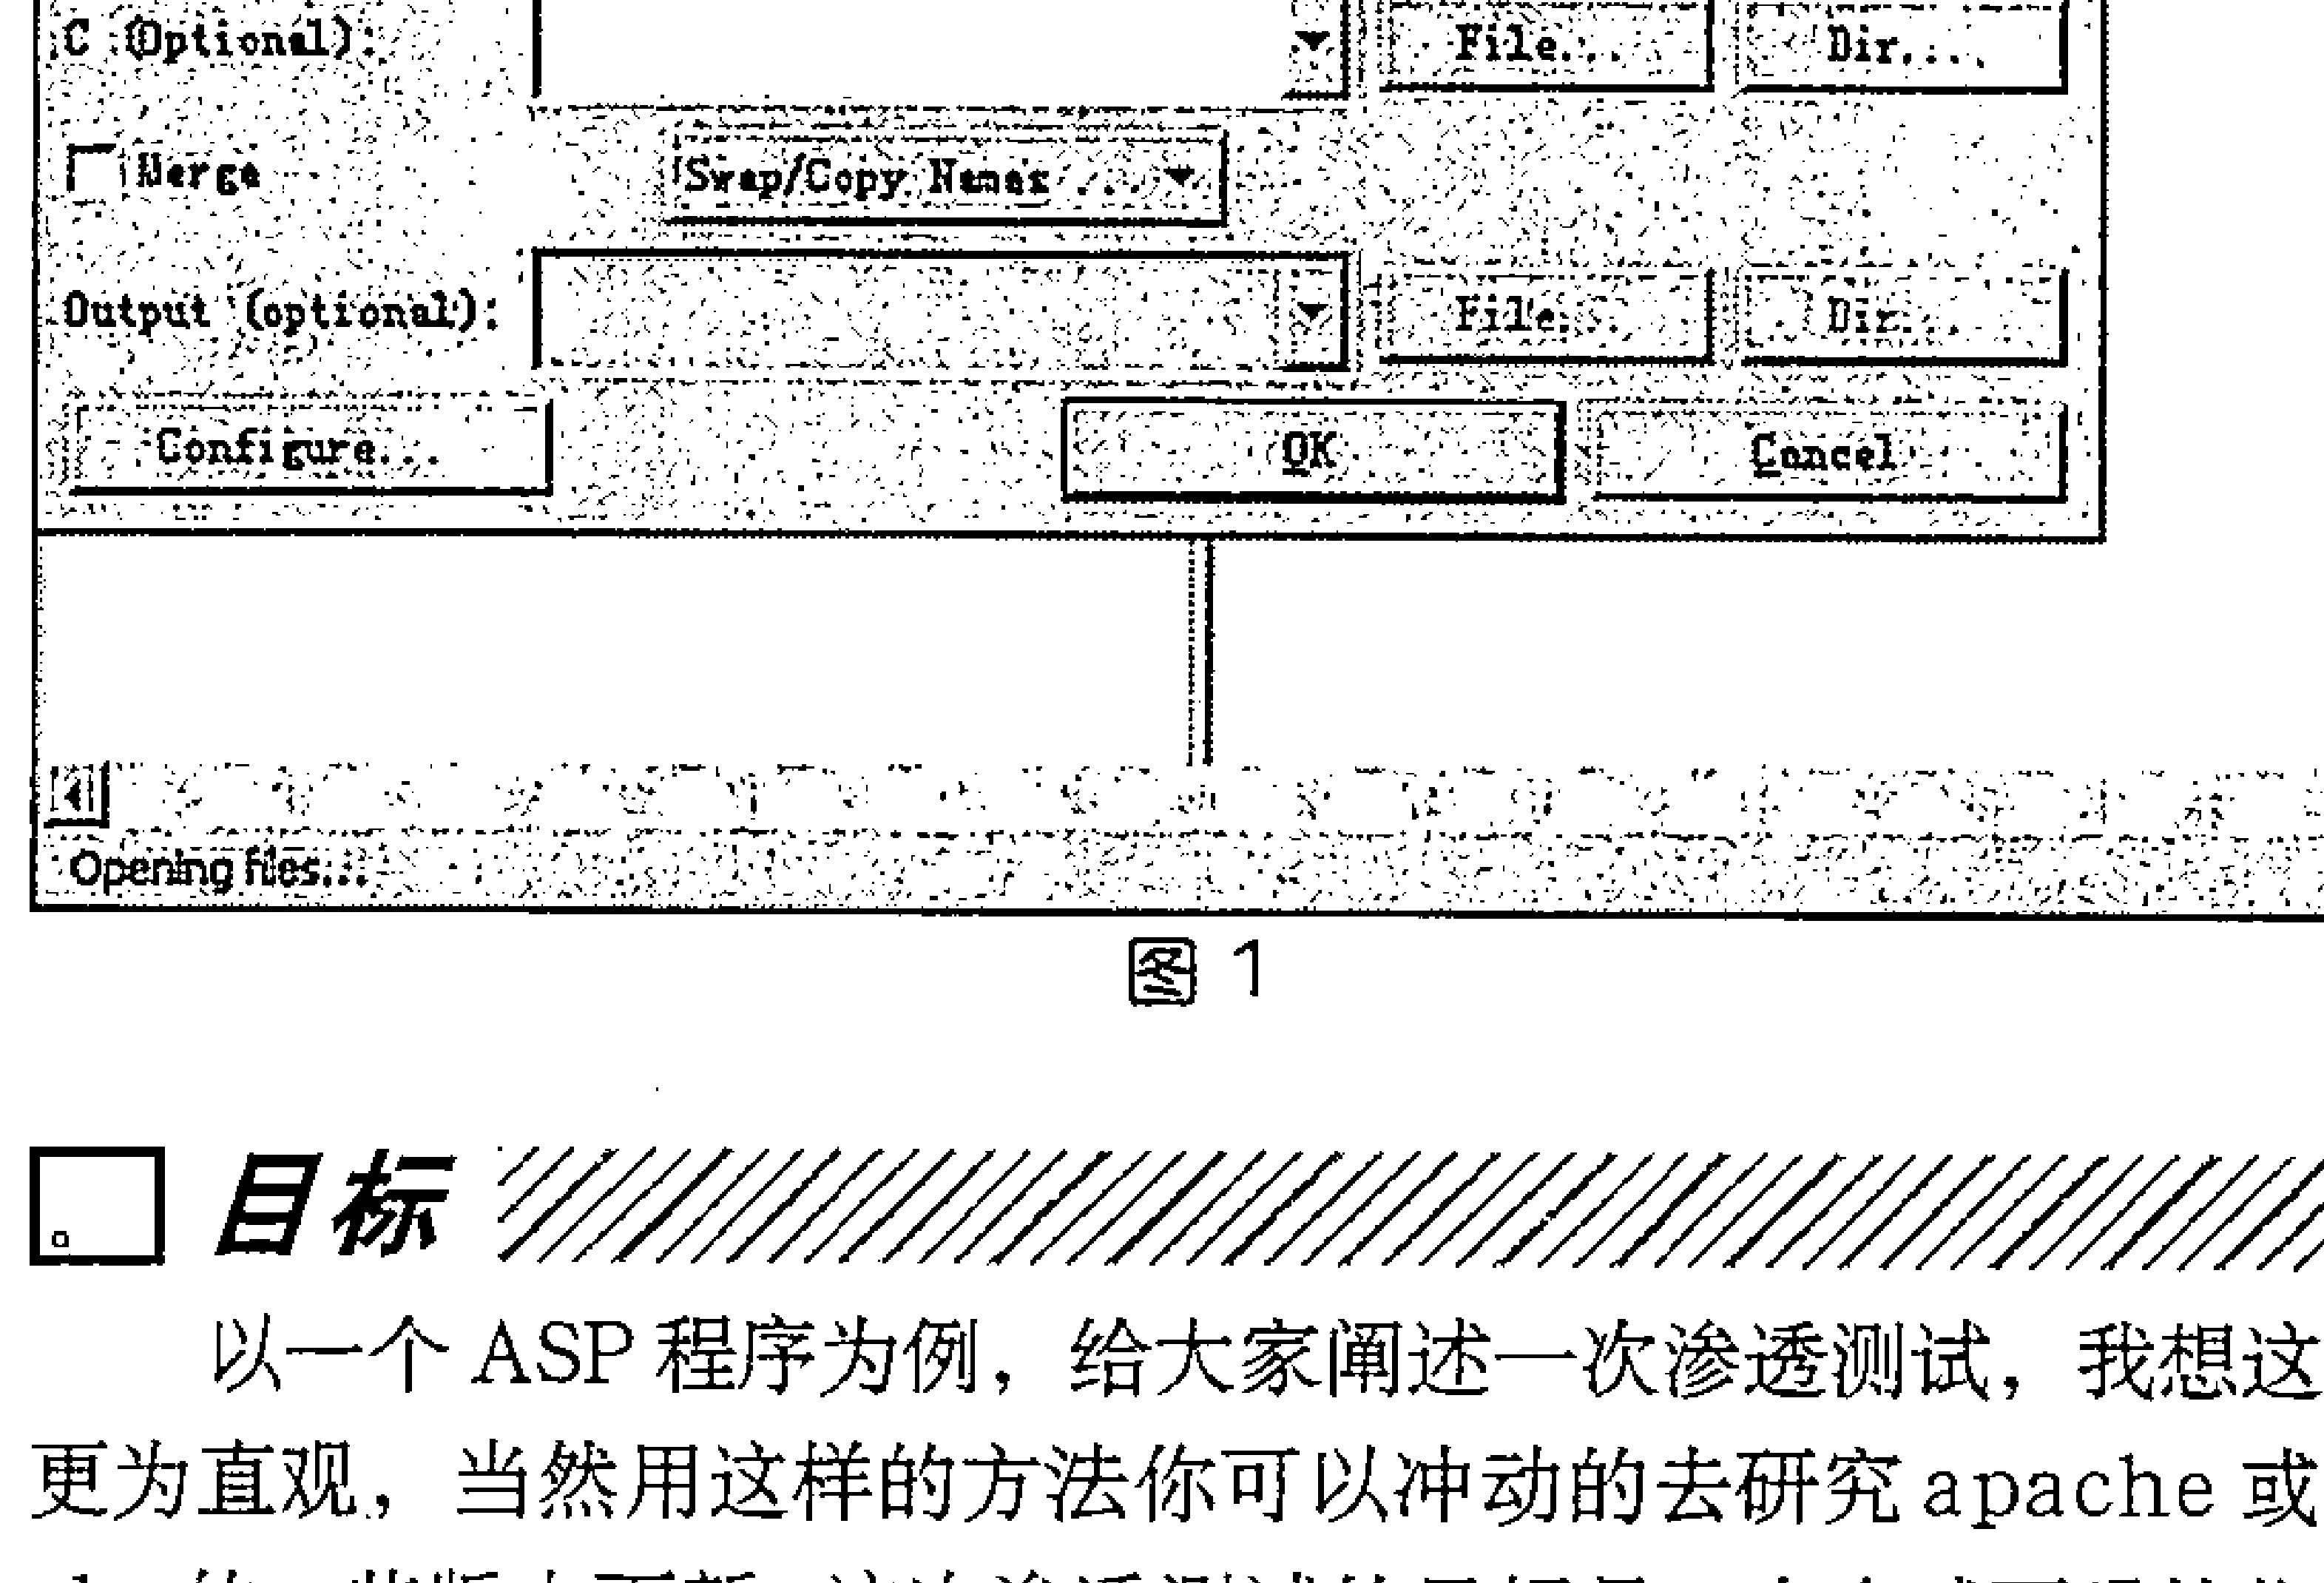 C (Optional): File... Dir...
Merge Swap/Copy Names ...
Output (optional): File... Dir...
Configure... OK Cancel
Opening files...
图 1
目标
以一个 ASP 程序为例，给大家阐述一次渗透测试，我想这
更为直观，当然用这样的方法你可以冲动的去研究 apache 或